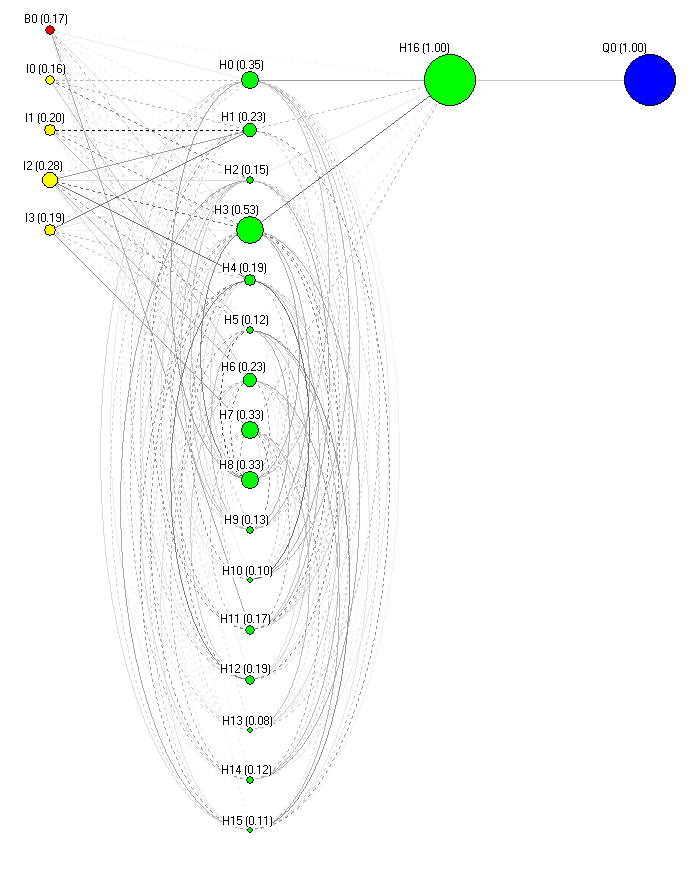 B0 (0.17)
I0 (0.16)
I1 (0.20)
I2 (0.28)
I3 (0.19)
H0 (0.35)
H1 (0.23)
H2 (0.15)
H3 (0.53)
H4 (0.19)
H5 (0.12)
H6 (0.23)
H7 (0.33)
H8 (0.33)
H9 (0.13)
H10 (0.10)
H11 (0.17)
H12 (0.19)
H13 (0.08)
H14 (0.12)
H15 (0.11)
H16 (1.00)
Q0 (1.00)